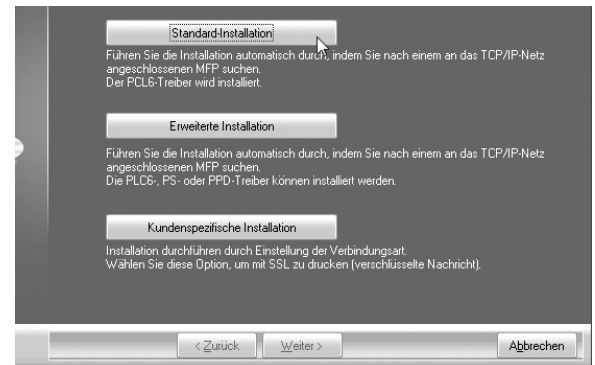 Standard-Installation
Führen Sie die Installation automatisch durch, indem Sie nach einem an das TCP/IP-Netz
angeschlossenen MFP suchen.
Der PCL6-Treiber wird installiert.
Erweiterte Installation
Führen Sie die Installation automatisch durch, indem Sie nach einem an das TCP/IP-Netz
angeschlossenen MFP suchen.
Die PLC6-, PS- oder PPD-Treiber können installiert werden.
Kundenspezifische Installation
Installation durchführen durch Einstellung der Verbindungsart.
Wählen Sie diese Option, um mit SSL zu drucken (verschlüsselte Nachricht).
< Zurück Weiter > Abbrechen